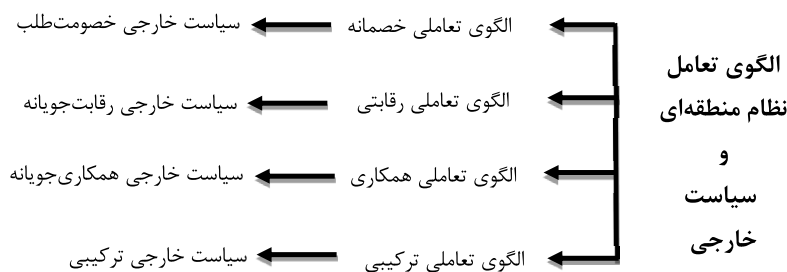 الگوی تعامل
نظام منطقه‌ای
و
سیاست
خارجی
الگوی تعاملی خصمانه
سیاست خارجی خصومت‌طلب
الگوی تعاملی رقابتی
سیاست خارجی رقابت‌جویانه
الگوی تعاملی همکاری
سیاست خارجی همکاری‌جویانه
الگوی تعاملی ترکیبی
سیاست خارجی ترکیبی